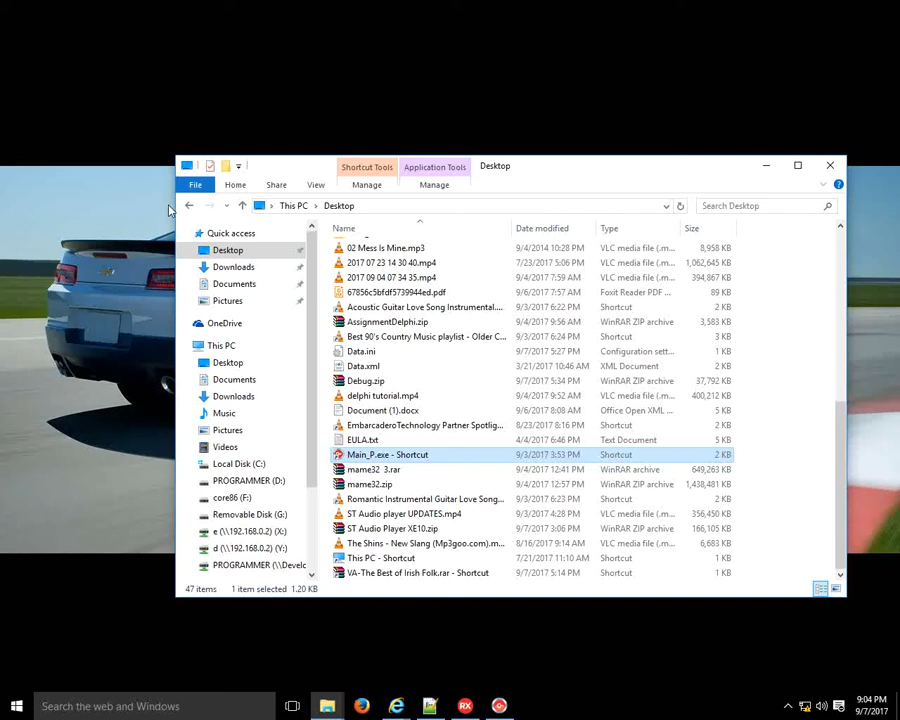 Shortcut Tools Application Tools Desktop
File Home Share View Manage Manage
This PC Desktop Search Desktop
Name Date modified Type Size
Quick access
Desktop
Downloads
Documents
Pictures
OneDrive
This PC
Desktop
Documents
Downloads
Music
Pictures
Videos
Local Disk (C:)
PROGRAMMER (D:)
core86 (F:)
Removable Disk (G:)
e (\\192.168.0.2) (X:)
d (\\192.168.0.2) (Y:)
PROGRAMMER (\\Develc
02 Mess Is Mine.mp3 9/4/2014 10:28 PM VLC media file (.m... 8,958 KB
2017 07 23 14 30 40.mp4 7/23/2017 5:06 PM VLC media file (.m... 1,062,645 KB
2017 09 04 07 34 35.mp4 9/4/2017 7:59 AM VLC media file (.m... 394,867 KB
67856c5bfdf5739944ed.pdf 9/6/2017 7:57 AM Foxit Reader PDF ... 89 KB
Acoustic Guitar Love Song Instrumental.... 9/3/2017 6:22 PM Shortcut 2 KB
AssignmentDelphi.zip 9/4/2017 9:56 AM WinRAR ZIP archive 3,583 KB
Best 90's Country Music playlist - Older C... 9/3/2017 6:24 PM Shortcut 3 KB
Data.ini 9/7/2017 5:27 PM Configuration sett... 1 KB
Data.xml 3/21/2017 10:46 AM XML Document 2 KB
Debug.zip 9/7/2017 5:34 PM WinRAR ZIP archive 37,792 KB
delphi tutorial.mp4 9/4/2017 9:52 AM VLC media file (.m... 400,212 KB
Document (1).docx 9/6/2017 8:08 AM Office Open XML ... 5 KB
EmbarcaderoTechnology Partner Spotlig... 8/23/2017 8:16 PM Shortcut 2 KB
EULA.txt 4/4/2017 6:46 PM Text Document 5 KB
Main_P.exe - Shortcut 9/3/2017 3:53 PM Shortcut 2 KB
mame32 3.rar 9/4/2017 12:41 PM WinRAR archive 649,263 KB
mame32.zip 9/4/2017 12:57 PM WinRAR ZIP archive 1,438,481 KB
Romantic Instrumental Guitar Love Song... 9/3/2017 6:23 PM Shortcut 2 KB
ST Audio player UPDATES.mp4 9/3/2017 4:28 PM VLC media file (.m... 356,450 KB
ST Audio Player XE10.zip 9/7/2017 3:06 PM WinRAR ZIP archive 166,105 KB
The Shins - New Slang (Mp3goo.com).m... 8/16/2017 9:14 AM VLC media file (.m... 6,683 KB
This PC - Shortcut 7/21/2017 11:10 AM Shortcut 1 KB
VA-The Best of Irish Folk.rar - Shortcut 9/7/2017 5:14 PM Shortcut 1 KB
47 items 1 item selected 1.20 KB
Search the web and Windows
RX
9:04 PM
9/7/2017